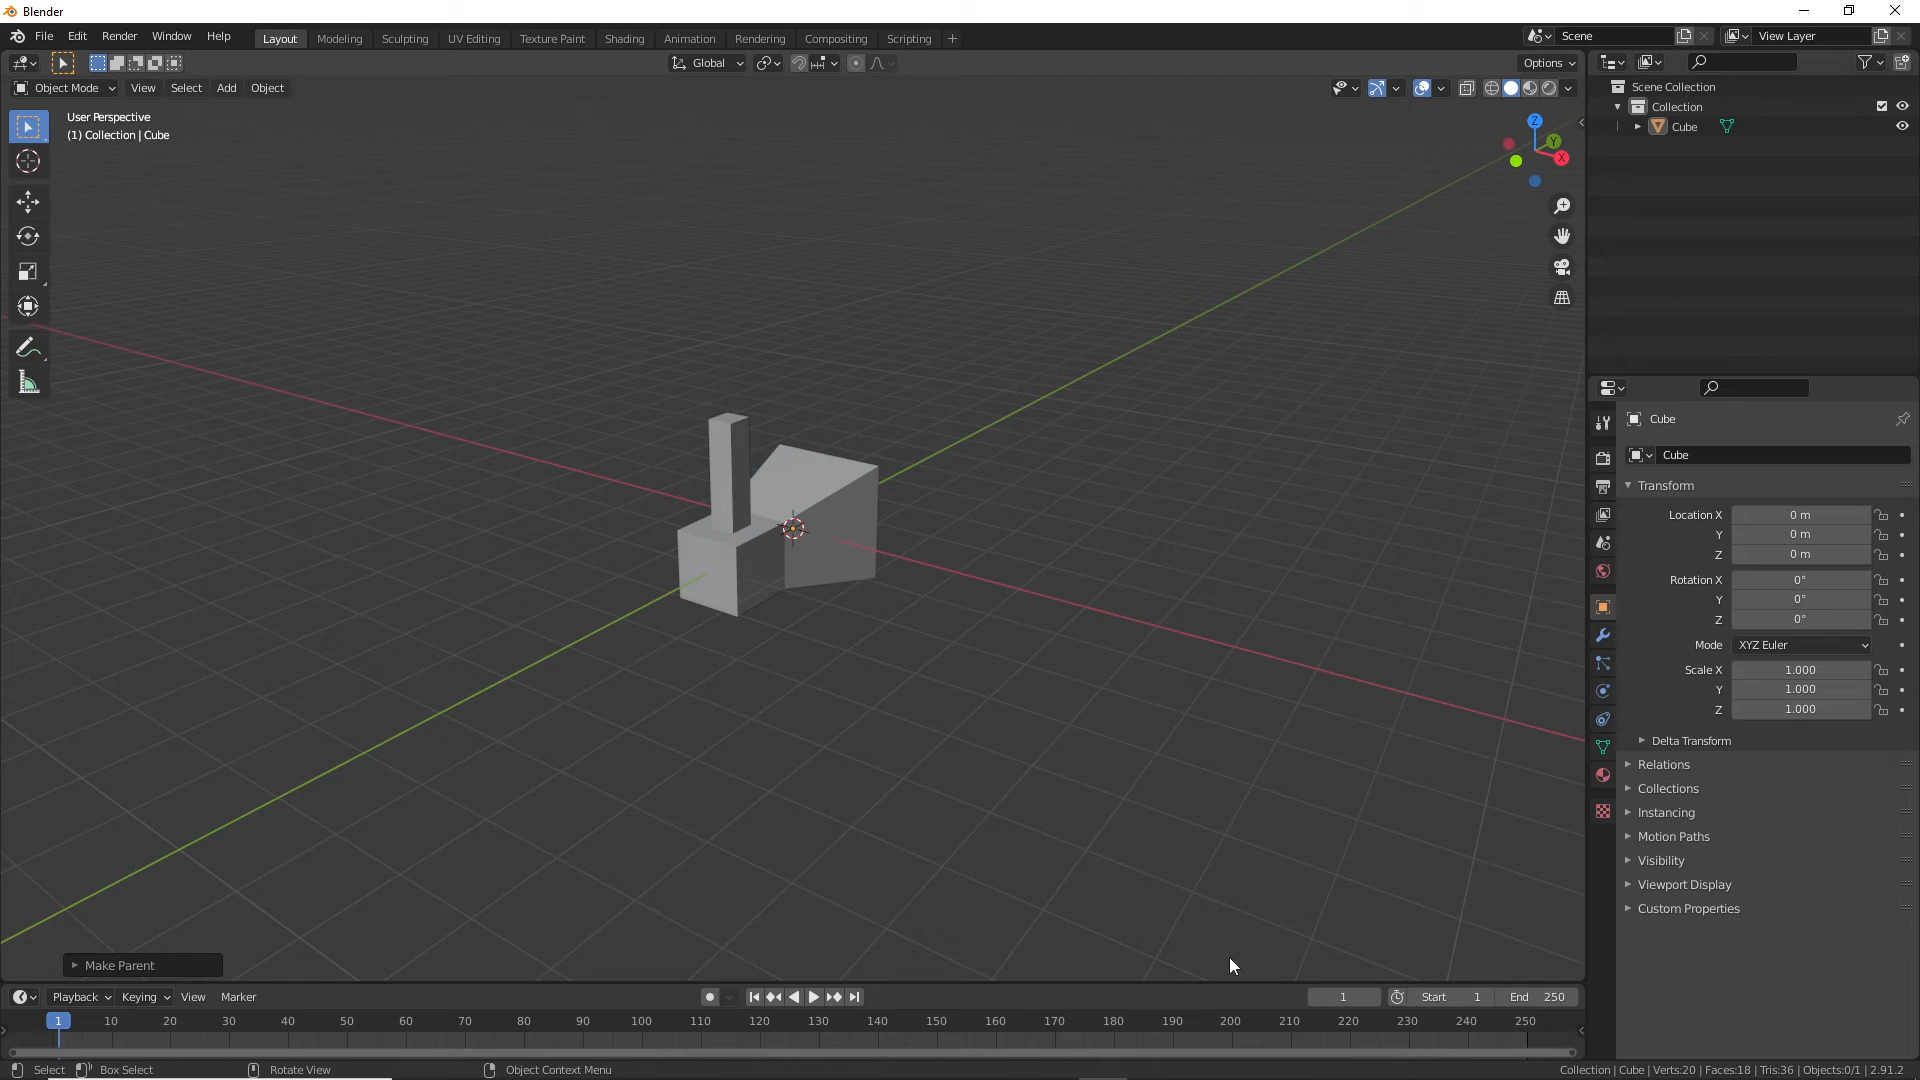 Blender
File Edit Render Window Help Layout Modeling Sculpting UV Editing Texture Paint Shading Animation Rendering Compositing Scripting + Scene View Layer
Global Options
Object Mode View Select Add Object
User Perspective
(1) Collection | Cube
Z
Y
X
Scene Collection
Collection
Cube
Cube
Cube
Transform
Location X 0 m
Y 0 m
Z 0 m
Rotation X 0°
Y 0°
Z 0°
Mode XYZ Euler
Scale X 1.000
Y 1.000
Z 1.000
Delta Transform
Relations
Collections
Instancing
Motion Paths
Visibility
Viewport Display
Custom Properties
Make Parent
Playback Keying View Marker 1 Start 1 End 250
1 10 20 30 40 50 60 70 80 90 100 110 120 130 140 150 160 170 180 190 200 210 220 230 240 250
Select Box Select Rotate View Object Context Menu Collection | Cube | Verts:20 | Faces:18 | Tris:36 | Objects:0/1 | 2.91.2